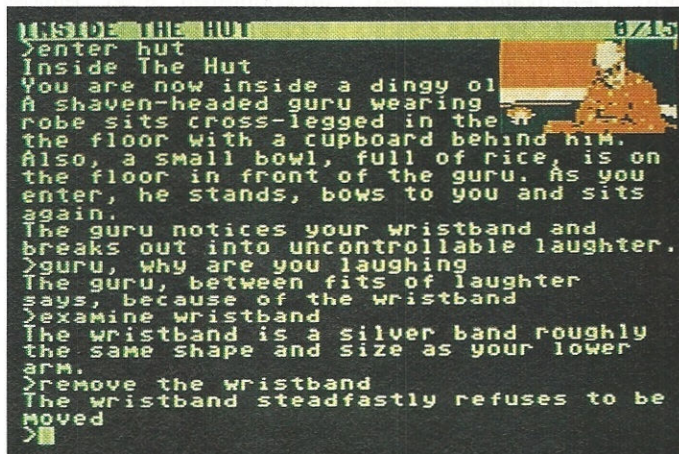 INSIDE THE HUT 0/15
>enter hut
Inside The Hut
You are now inside a dingy ol
A shaven-headed guru wearing
robe sits cross-legged in the
the floor with a cupboard behind him.
Also, a small bowl, full of rice, is on
the floor in front of the guru. As you
enter, he stands, bows to you and sits
again.
The guru notices your wristband and
breaks out into uncontrollable laughter.
>guru, why are you laughing
The guru, between fits of laughter
says, because of the wristband
>examine wristband
The wristband is a silver band roughly
the same shape and size as your lower
arm.
>remove the wristband
The wristband steadfastly refuses to be
moved
>